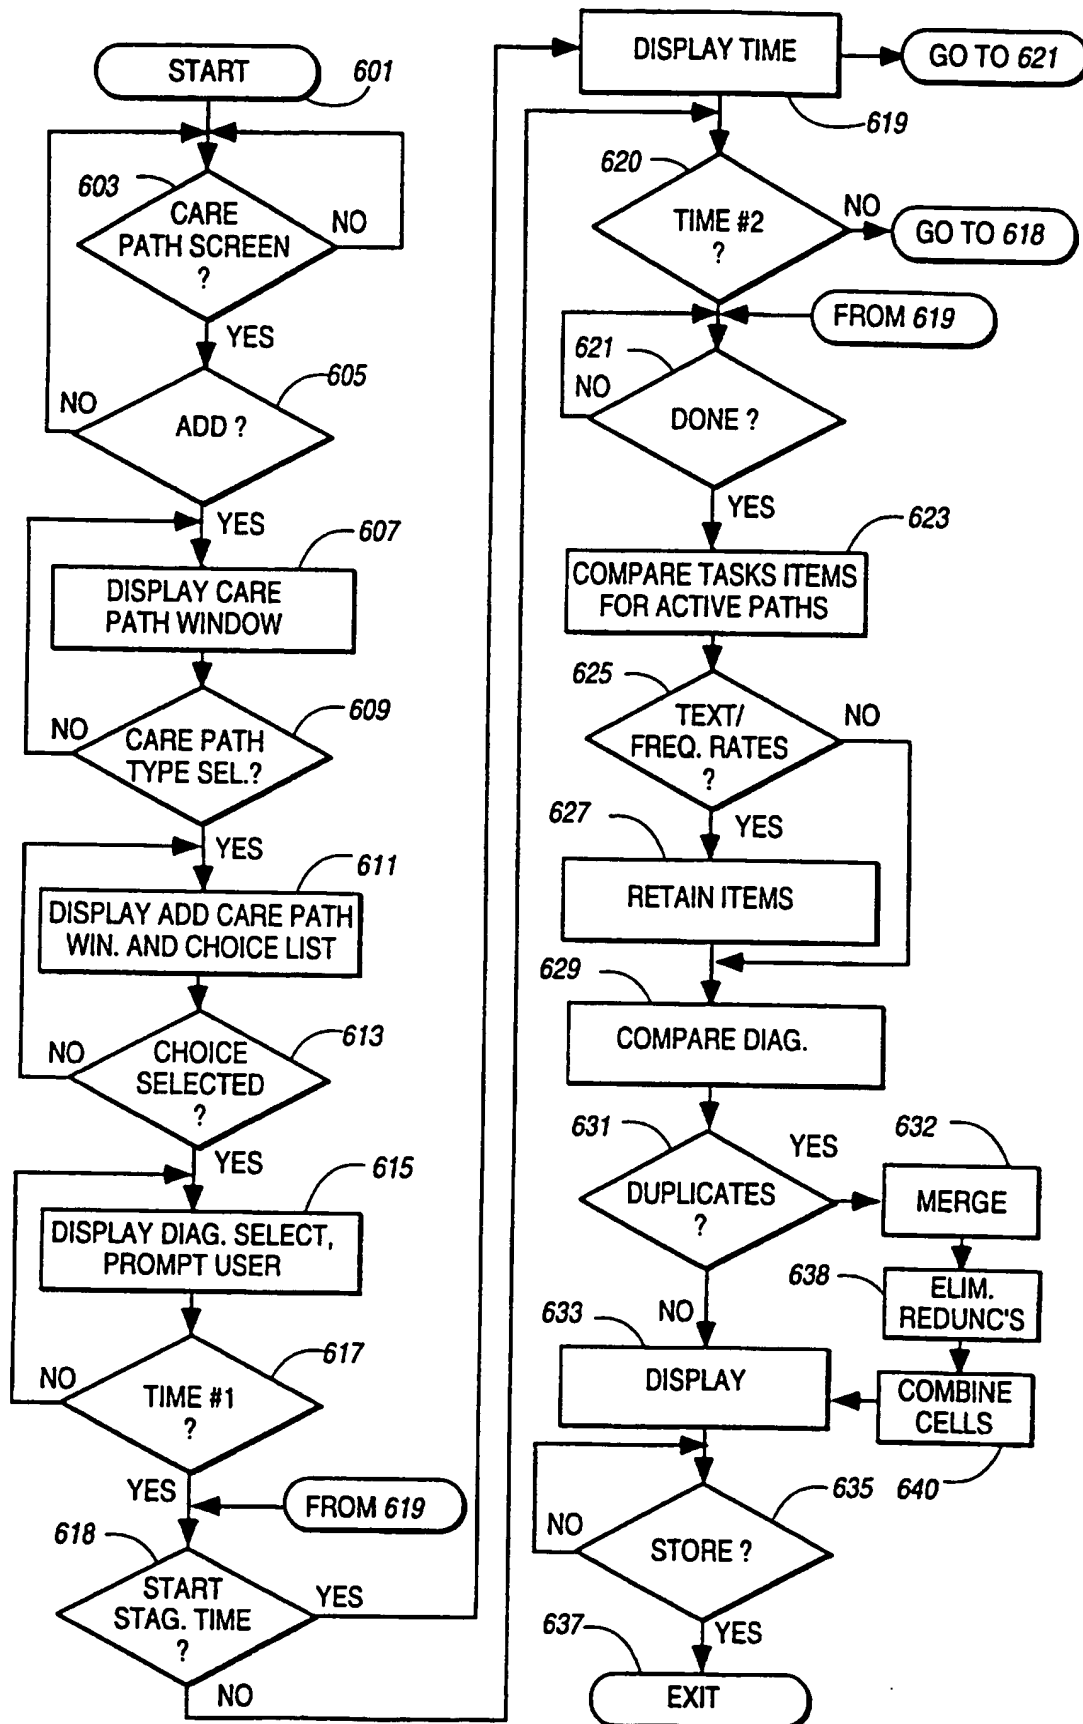 START
601
603
CARE
PATH SCREEN
?
NO
YES
605
NO
ADD ?
YES
607
DISPLAY CARE
PATH WINDOW
609
NO
CARE PATH
TYPE SEL.?
YES
611
DISPLAY ADD CARE PATH
WIN. AND CHOICE LIST
613
NO
CHOICE
SELECTED
?
YES
615
DISPLAY DIAG. SELECT,
PROMPT USER
617
NO
TIME #1
?
YES
FROM 619
618
START
STAG. TIME
?
YES
NO
DISPLAY TIME
GO TO 621
619
620
TIME #2
?
NO
GO TO 618
FROM 619
621
NO
DONE ?
YES
623
COMPARE TASKS ITEMS
FOR ACTIVE PATHS
625
TEXT/
FREQ. RATES
?
NO
YES
627
RETAIN ITEMS
629
COMPARE DIAG.
631
DUPLICATES
?
YES
632
MERGE
638
ELIM.
REDUNC'S
NO
633
DISPLAY
COMBINE
CELLS
640
635
NO
STORE ?
YES
637
EXIT